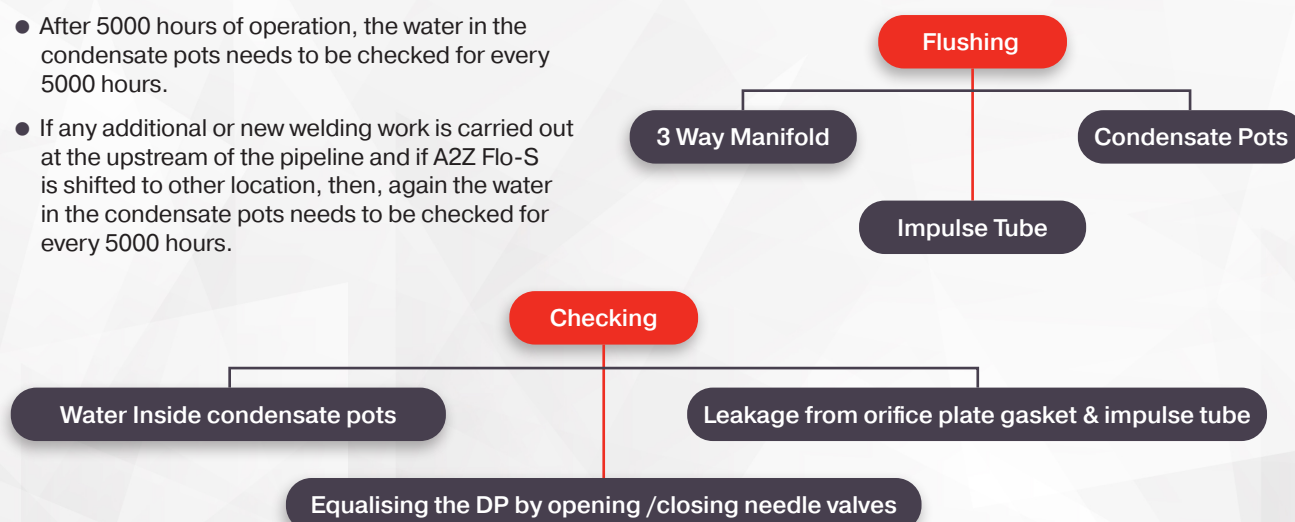 ● After 5000 hours of operation, the water in the
condensate pots needs to be checked for every
5000 hours.
● If any additional or new welding work is carried out
at the upstream of the pipeline and if A2Z Flo-S
is shifted to other location, then, again the water
in the condensate pots needs to be checked for
every 5000 hours.
Flushing
3 Way Manifold
Condensate Pots
Impulse Tube
Checking
Water Inside condensate pots
Leakage from orifice plate gasket & impulse tube
Equalising the DP by opening /closing needle valves